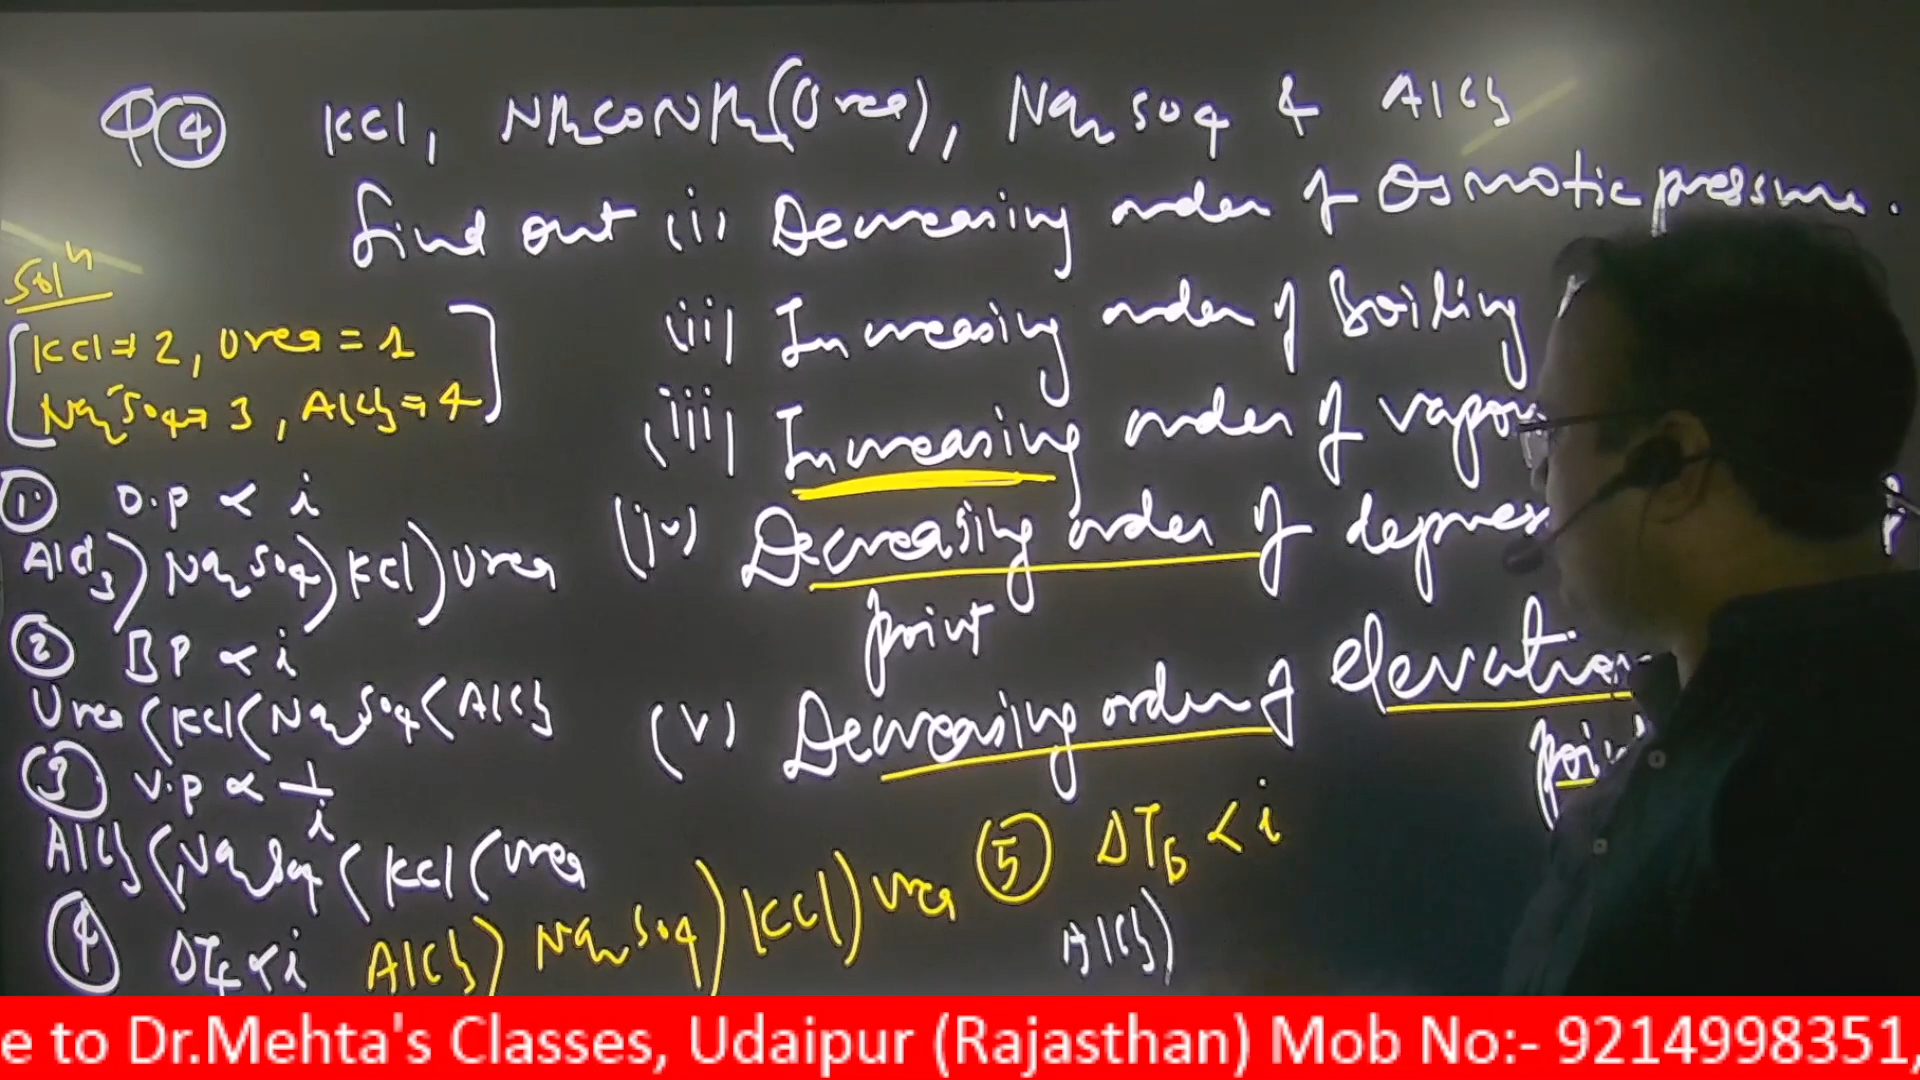 Q④ KCl, NH₂CONH₂(Urea), Na₂SO₄ & AlCl₃
find out (i) Decreasing order of Osmotic pressure.
(ii) Increasing order of Boiling
(iii) Increasing order of vapou
(iv) Decreasing order of depres
point
(v) Decreasing order of elevation
poin
Solⁿ
[KCl ⇒ 2, Urea = 1
Na₂SO₄ ⇒ 3, AlCl₃ ⇒ 4]
① O.P ∝ i
AlCl₃ > Na₂SO₄ > KCl > Urea
② BP ∝ i
Urea < KCl < Na₂SO₄ < AlCl₃
③ V.P ∝ 1/i
AlCl₃ < Na₂SO₄ < KCl < Urea
④ ΔTf ∝ i AlCl₃ > Na₂SO₄ > KCl > Urea
⑤ ΔTb ∝ i
AlCl₃ >
e to Dr.Mehta's Classes, Udaipur (Rajasthan) Mob No:- 9214998351,